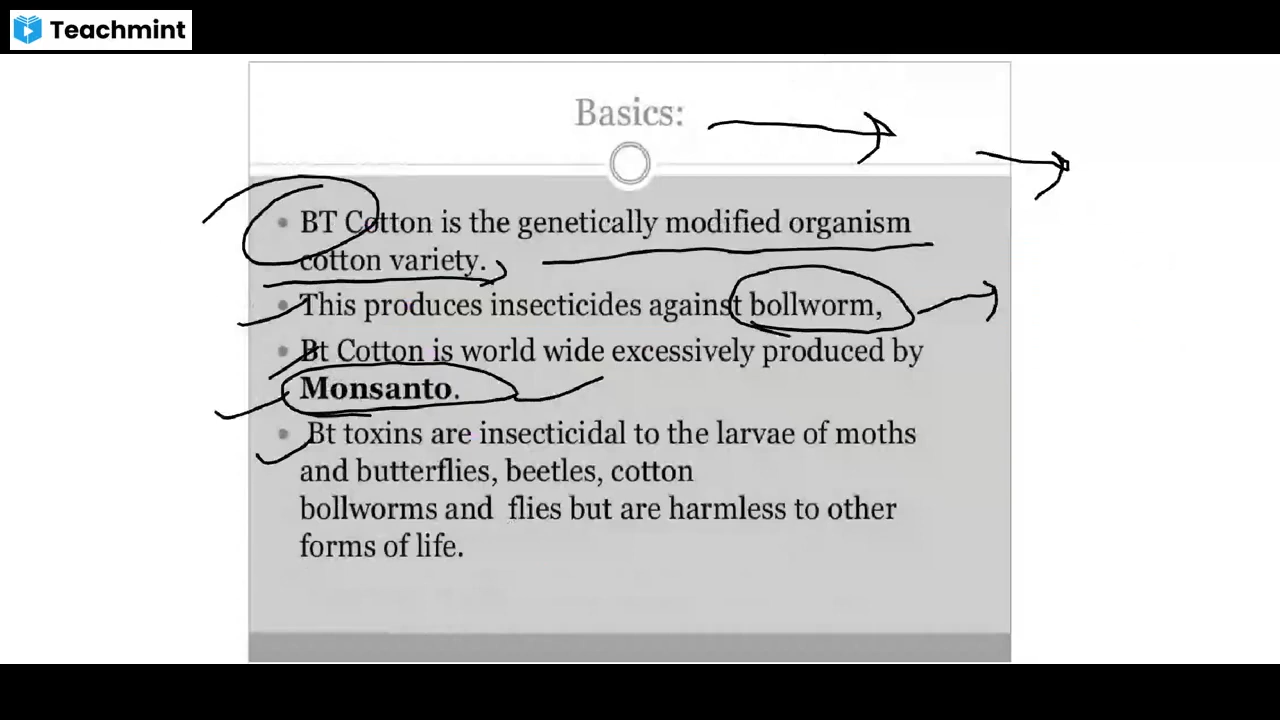 Teachmint
Basics:
• BT Cotton is the genetically modified organism
cotton variety.
• This produces insecticides against bollworm,
• Bt Cotton is world wide excessively produced by
Monsanto.
• Bt toxins are insecticidal to the larvae of moths
and butterflies, beetles, cotton
bollworms and flies but are harmless to other
forms of life.